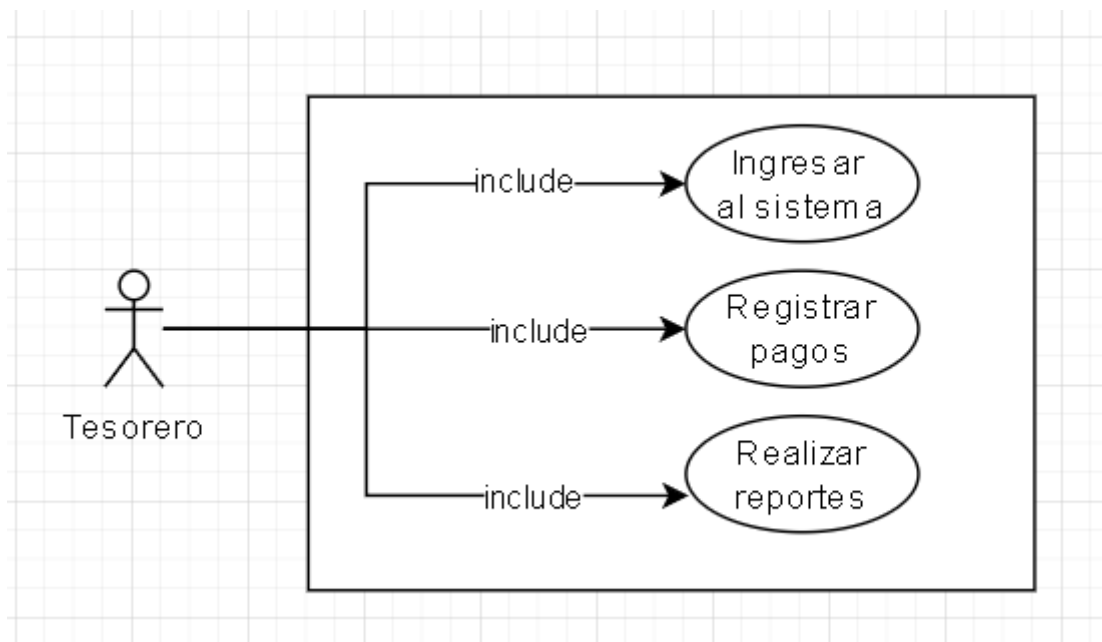 include
Ingresar
al sistema
include
Registrar
pagos
Tesorero
include
Realizar
reportes